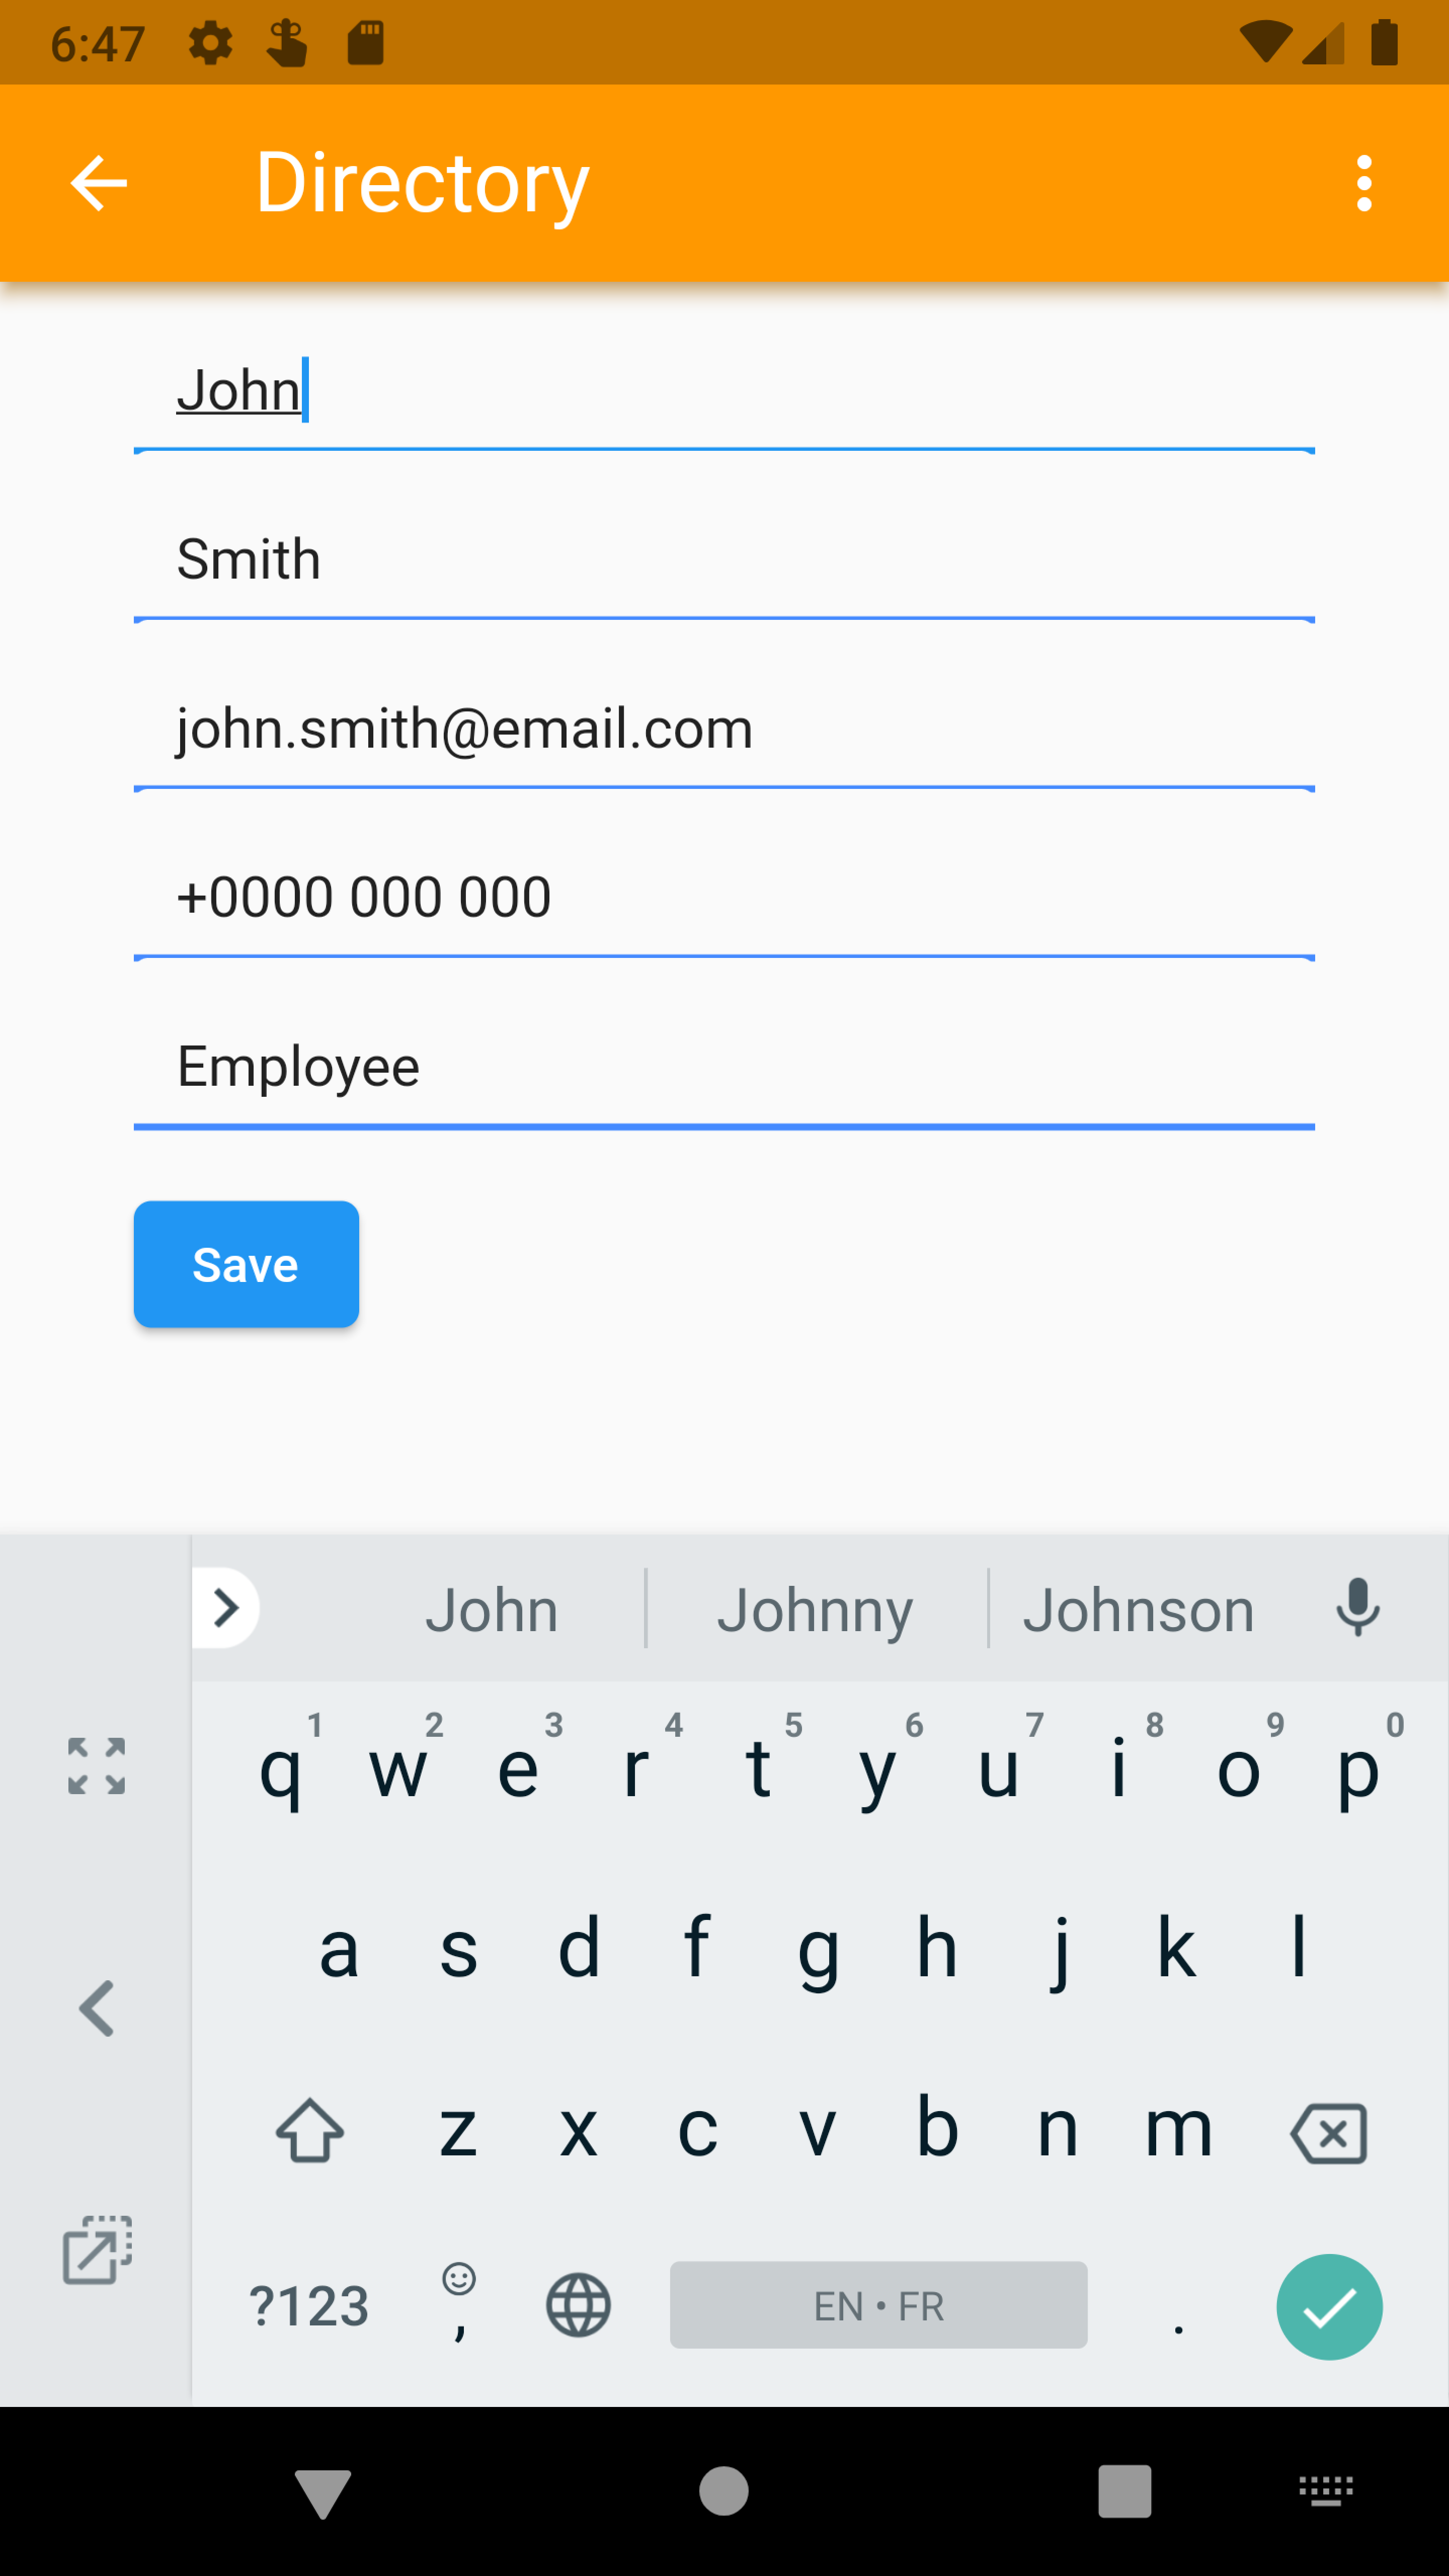 6:47
Directory
John
Smith
john.smith@email.com
+0000 000 000
Employee
Save
John Johnny Johnson
1 2 3 4 5 6 7 8 9 0
q w e r t y u i o p
a s d f g h j k l
z x c v b n m
?123 , EN • FR .